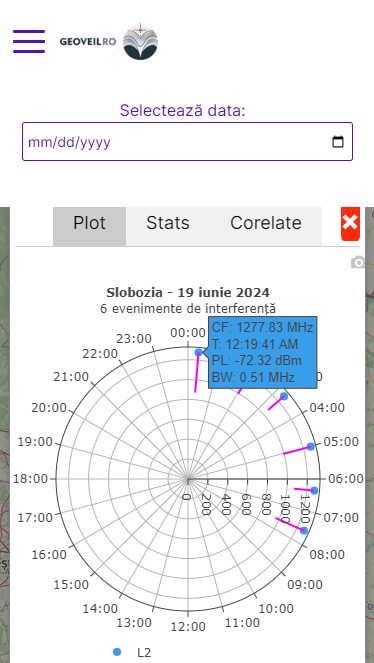 GEOVEIL RO
Selectează data:
mm/dd/yyyy
Plot Stats Corelate
Slobozia - 19 iunie 2024
6 evenimente de interferență
CF: 1277.83 MHz
T: 12:19:41 AM
PL: -72.32 dBm
BW: 0.51 MHz
00:00
23:00
22:00
21:00
04:00
20:00
05:00
19:00
06:00
18:00
0 200 400 600 800 1000 1200
07:00
17:00
08:00
16:00
09:00
15:00
10:00
14:00
11:00
13:00
12:00
L2